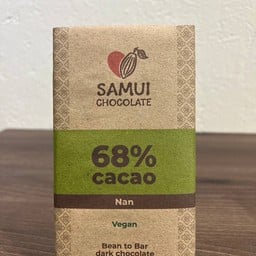 SAMUI
CHOCOLATE
68%
cacao
Nan
Vegan
Bean to Bar
dark chocolate